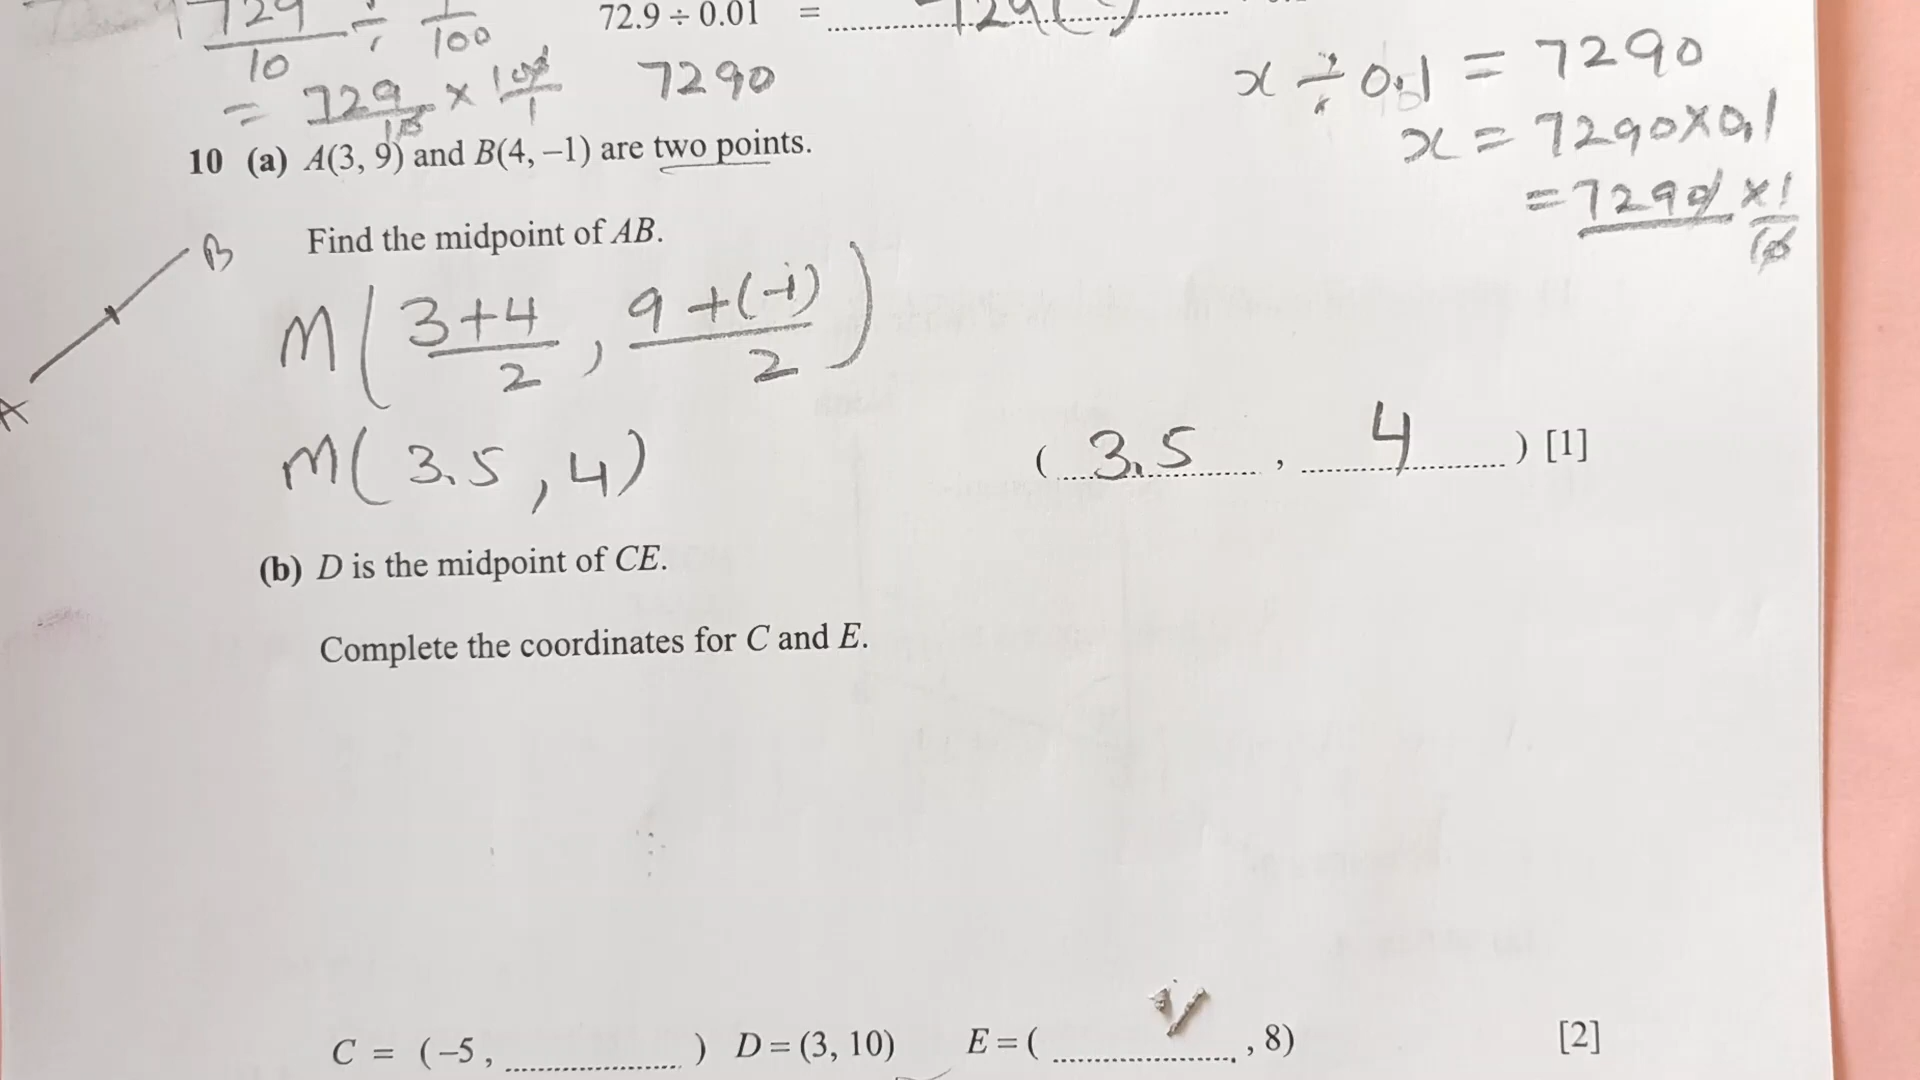 729/10 ÷ 1/100
72.9 ÷ 0.01 =
= 729/10 × 100/1
7290
x ÷ 0.1 = 7290
x = 7290×0.1
= 7290 × 1/10
10 (a) A(3, 9) and B(4, −1) are two points.
Find the midpoint of AB.
B
A
M(3+4/2, 9+(-1)/2)
M(3.5, 4)
(3.5, 4) [1]
(b) D is the midpoint of CE.
Complete the coordinates for C and E.
C = (−5, ) D = (3, 10) E = ( , 8) [2]